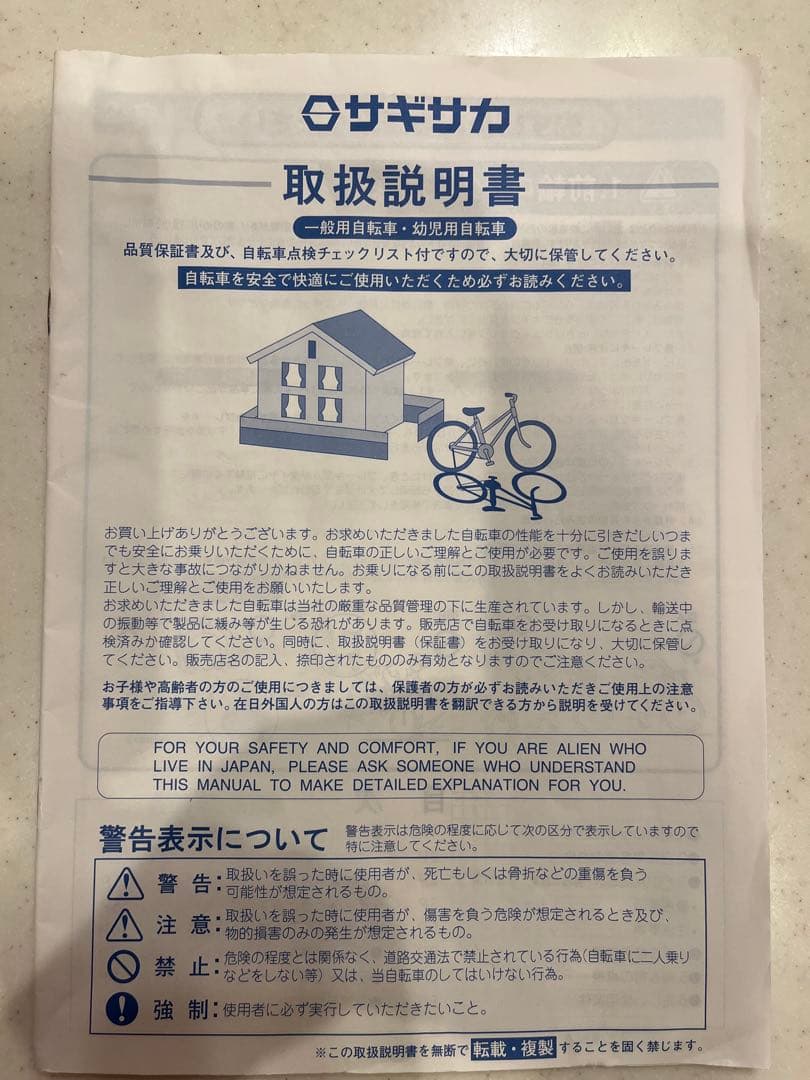 サギサカ
取扱説明書
一般用自転車・幼児用自転車
品質保証書及び、自転車点検チェックリスト付ですので、大切に保管してください。
自転車を安全で快適にご使用いただくため必ずお読みください。
お買い上げありがとうございます。お求めいただきました自転車の性能を十分に引きだしいつま
でも安全にお乗りいただくために、自転車の正しいご理解とご使用が必要です。ご使用を誤りま
すと大きな事故につながりかねません。お乗りになる前にこの取扱説明書をよくお読みいただき
正しいご理解とご使用をお願いいたします。
お求めいただきました自転車は当社の厳重な品質管理の下に生産されています。しかし、輸送中
の振動等で製品に緩み等が生じる恐れがあります。販売店で自転車をお受け取りになるときに点
検済みか確認してください。同時に、取扱説明書（保証書）をお受け取りになり、大切に保管し
てください。販売店名の記入、捺印されたもののみ有効となりますのでご注意ください。
お子様や高齢者の方のご使用につきましては、保護者の方が必ずお読みいただきご使用上の注意
事項をご指導下さい。在日外国人の方はこの取扱説明書を翻訳できる方から説明を受けてください。
FOR YOUR SAFETY AND COMFORT, IF YOU ARE ALIEN WHO
LIVE IN JAPAN, PLEASE ASK SOMEONE WHO UNDERSTAND
THIS MANUAL TO MAKE DETAILED EXPLANATION FOR YOU.
警告表示について 警告表示は危険の程度に応じて次の区分で表示していますので
特に注意してください。
警告：取扱いを誤った時に使用者が、死亡もしくは骨折などの重傷を負う
可能性が想定されるもの。
注意：取扱いを誤った時に使用者が、傷害を負う危険が想定されるとき及び、
物的損害のみの発生が想定されるもの。
禁止：危険の程度とは関係なく、道路交通法で禁止されている行為(自転車に二人乗り
などをしない等）又は、当自転車のしてはいけない行為。
強制：使用者に必ず実行していただきたいこと。
※この取扱説明書を無断で転載・複製することを固く禁じます。